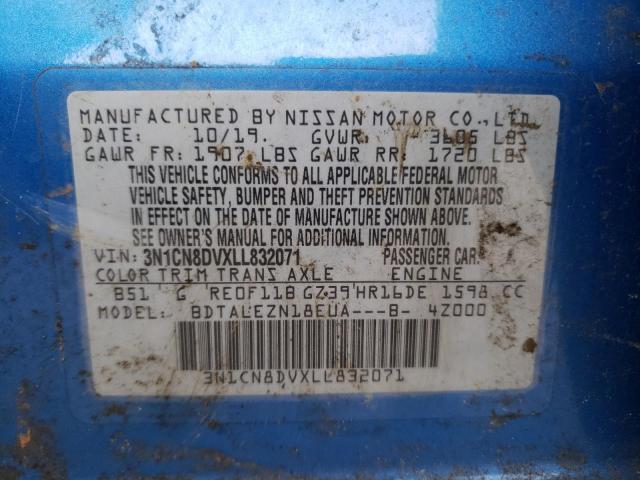 MANUFACTURED BY NISSAN MOTOR CO., LTD.
DATE: 10/19. GVWR: 3605 LBS
GAWR FR: 1907 LBS GAWR RR: 1720 LBS
THIS VEHICLE CONFORMS TO ALL APPLICABLE FEDERAL MOTOR
VEHICLE SAFETY, BUMPER AND THEFT PREVENTION STANDARDS
IN EFFECT ON THE DATE OF MANUFACTURE SHOWN ABOVE.
SEE OWNER'S MANUAL FOR ADDITIONAL INFORMATION.
VIN: 3N1CN8DVXLL832071 PASSENGER CAR
COLOR TRIM TRANS AXLE ENGINE
B51 G RE0F11B GZ39 HR16DE 1598 CC
MODEL: BDTALEZN18EUA---B- 4Z000
3N1CN8DVXLL832071